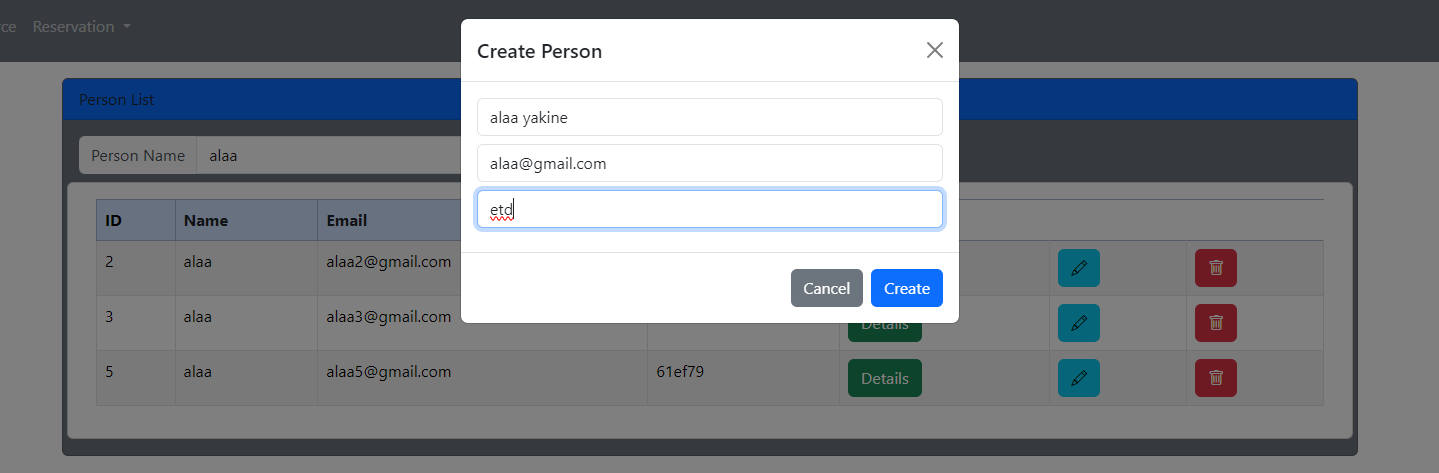 ce Reservation
Create Person
Person List
alaa yakine
Person Name alaa
alaa@gmail.com
etd
ID Name Email
2 alaa alaa2@gmail.com
Cancel Create
3 alaa alaa3@gmail.com Details
5 alaa alaa5@gmail.com 61ef79 Details